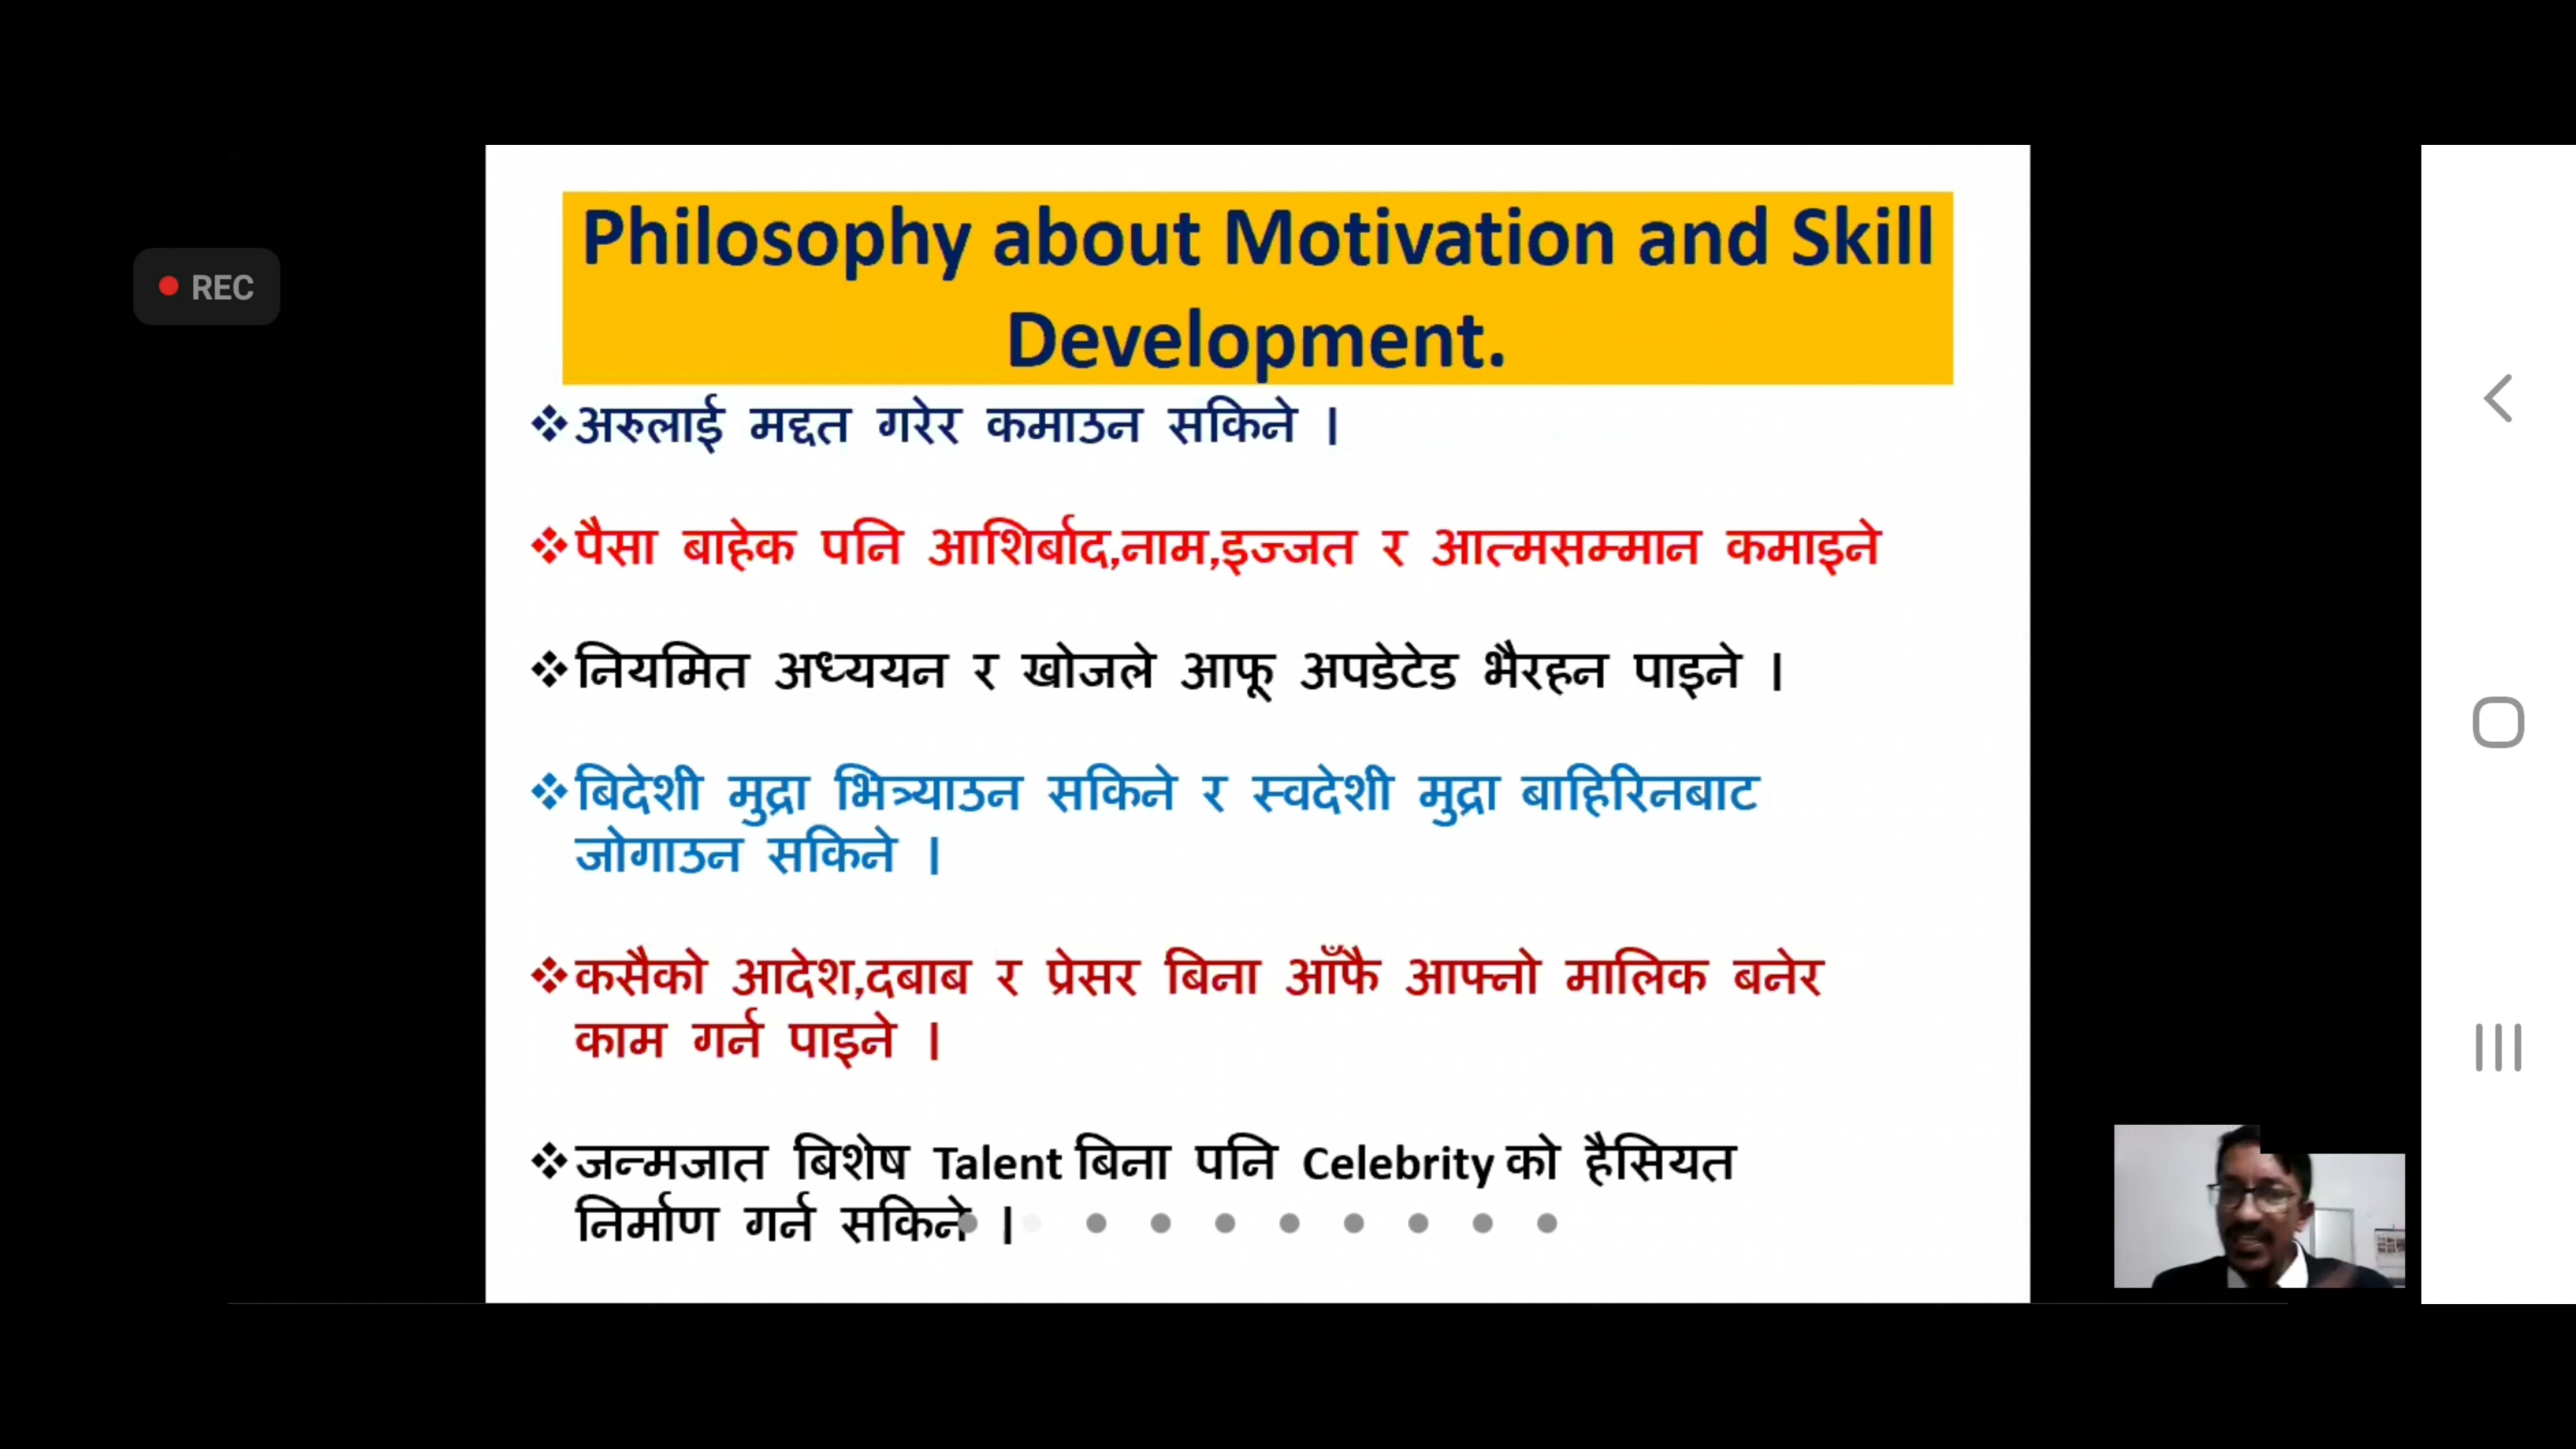 REC
Philosophy about Motivation and Skill
Development.
❖अरुलाई मद्दत गरेर कमाउन सकिने ।
❖पैसा बाहेक पनि आशिर्बाद,नाम,इज्जत र आत्मसम्मान कमाइने
❖नियमित अध्ययन र खोजले आफू अपडेटेड भैरहन पाइने ।
❖बिदेशी मुद्रा भित्र्याउन सकिने र स्वदेशी मुद्रा बाहिरिनबाट
जोगाउन सकिने ।
❖कसैको आदेश,दबाब र प्रेसर बिना आँफै आफ्नो मालिक बनेर
काम गर्न पाइने ।
❖जन्मजात बिशेष Talent बिना पनि Celebrity को हैसियत
निर्माण गर्न सकिने ।